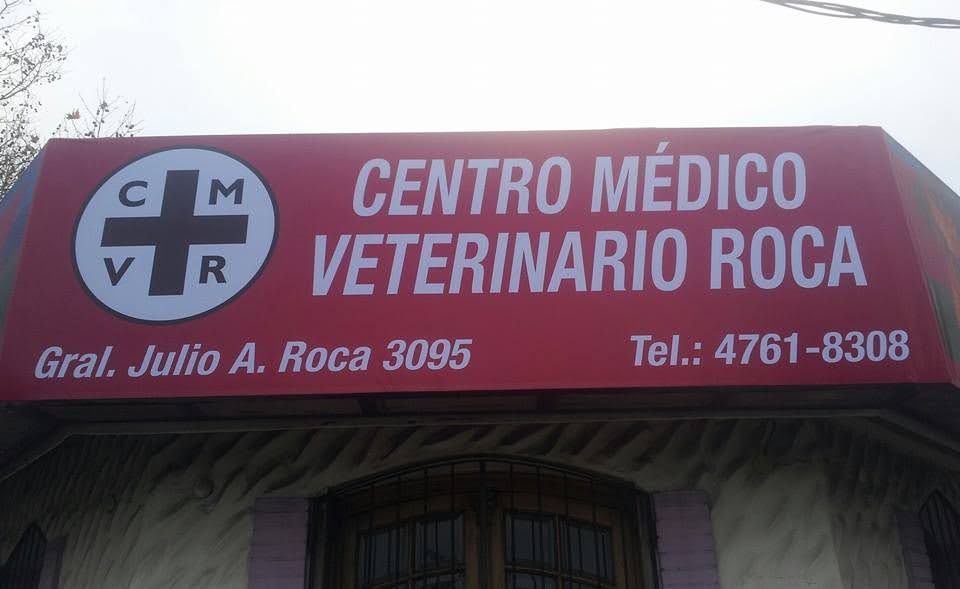 C M
V R
CENTRO MÉDICO
VETERINARIO ROCA
Gral. Julio A. Roca 3095
Tel.: 4761-8308